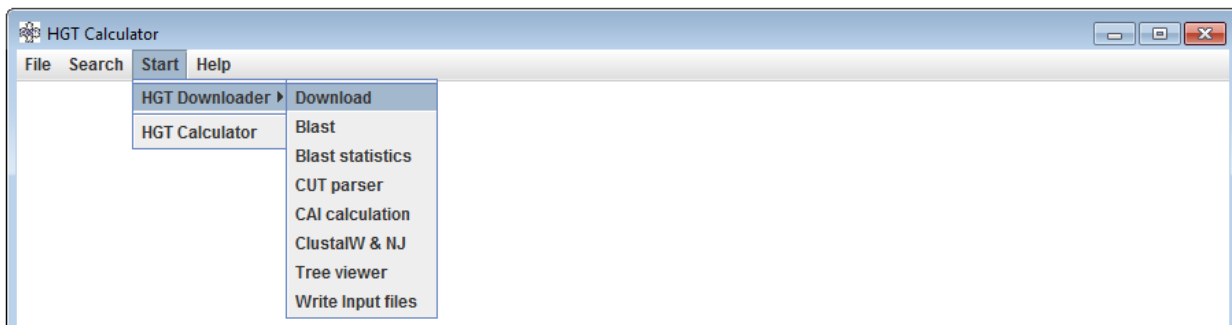 HGT Calculator
File Search Start Help
HGT Downloader
HGT Calculator
Download
Blast
Blast statistics
CUT parser
CAI calculation
ClustalW & NJ
Tree viewer
Write Input files